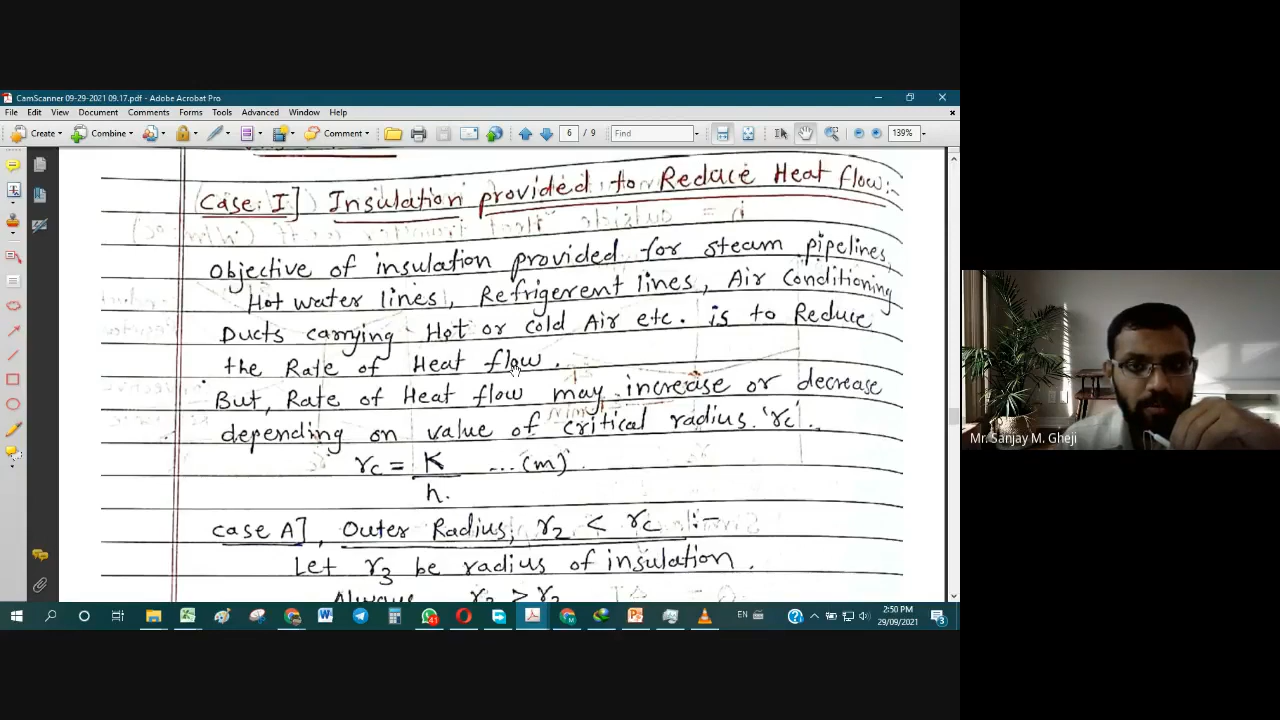 CamScanner 09-29-2021 09.17.pdf - Adobe Acrobat Pro
File Edit View Document Comments Forms Tools Advanced Window Help
Create Combine Comment 6 / 9 Find 139%
Case: I] Insulation provided to Reduce Heat flow:-
Objective of insulation provided for steam pipelines,
Hot water lines, Refrigerent lines, Air Conditioning
Ducts carrying Hot or cold Air etc. is to Reduce
the Rate of Heat flow.
But, Rate of Heat flow may increase or decrease
depending on value of critical radius 'rc'.
rc = K ...(m)
h.
case A], Outer Radius, r2 < rc :-
Let r3 be radius of insulation.
Always r3 > r2
Mr. Sanjay M. Gheji
41
EN
2:50 PM
29/09/2021
3